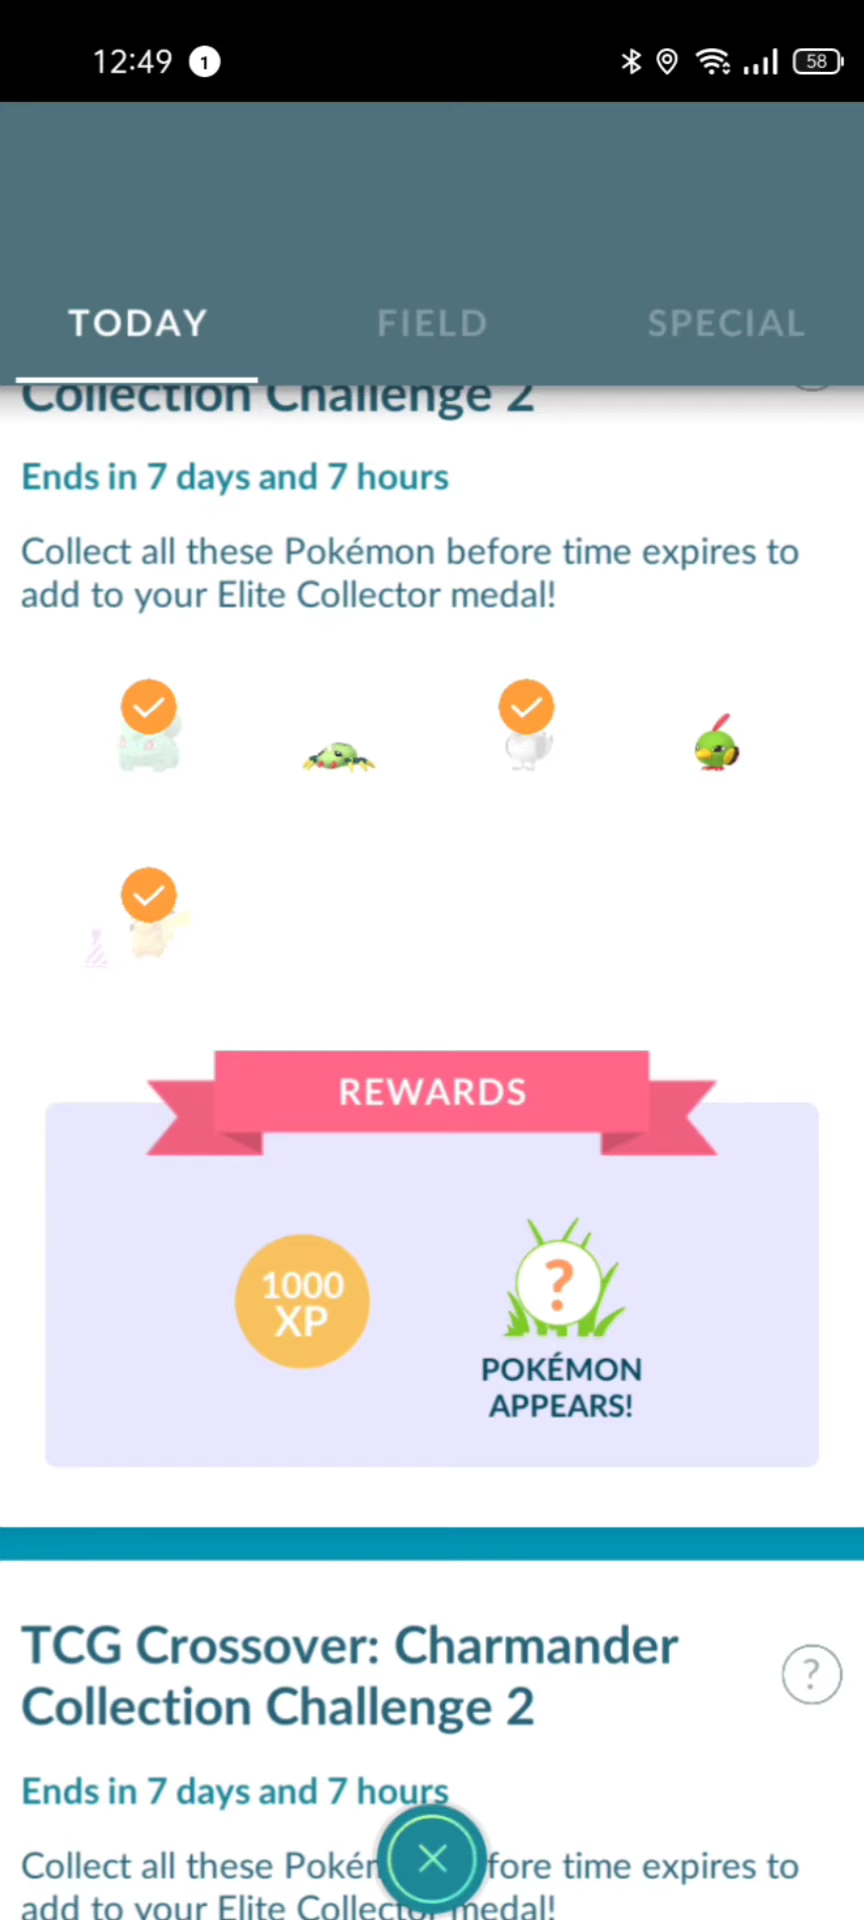 12:49 1 58
TODAY FIELD SPECIAL
Collection Challenge 2
Ends in 7 days and 7 hours
Collect all these Pokémon before time expires to
add to your Elite Collector medal!
REWARDS
1000
XP
?
POKÉMON
APPEARS!
TCG Crossover: Charmander
Collection Challenge 2
?
Ends in 7 days and 7 hours
Collect all these Pokém fore time expires to
add to your Elite Collector medal!